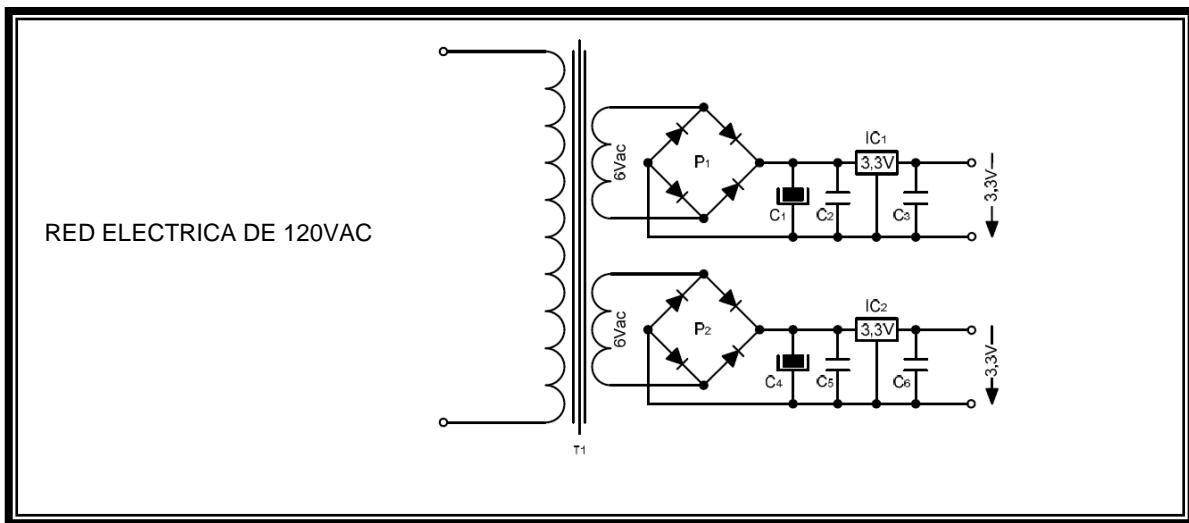 RED ELECTRICA DE 120VAC
6Vac
P1
IC1
3,3V
C1
C2
C3
3,3V
6Vac
P2
IC2
3,3V
C4
C5
C6
3,3V
T1